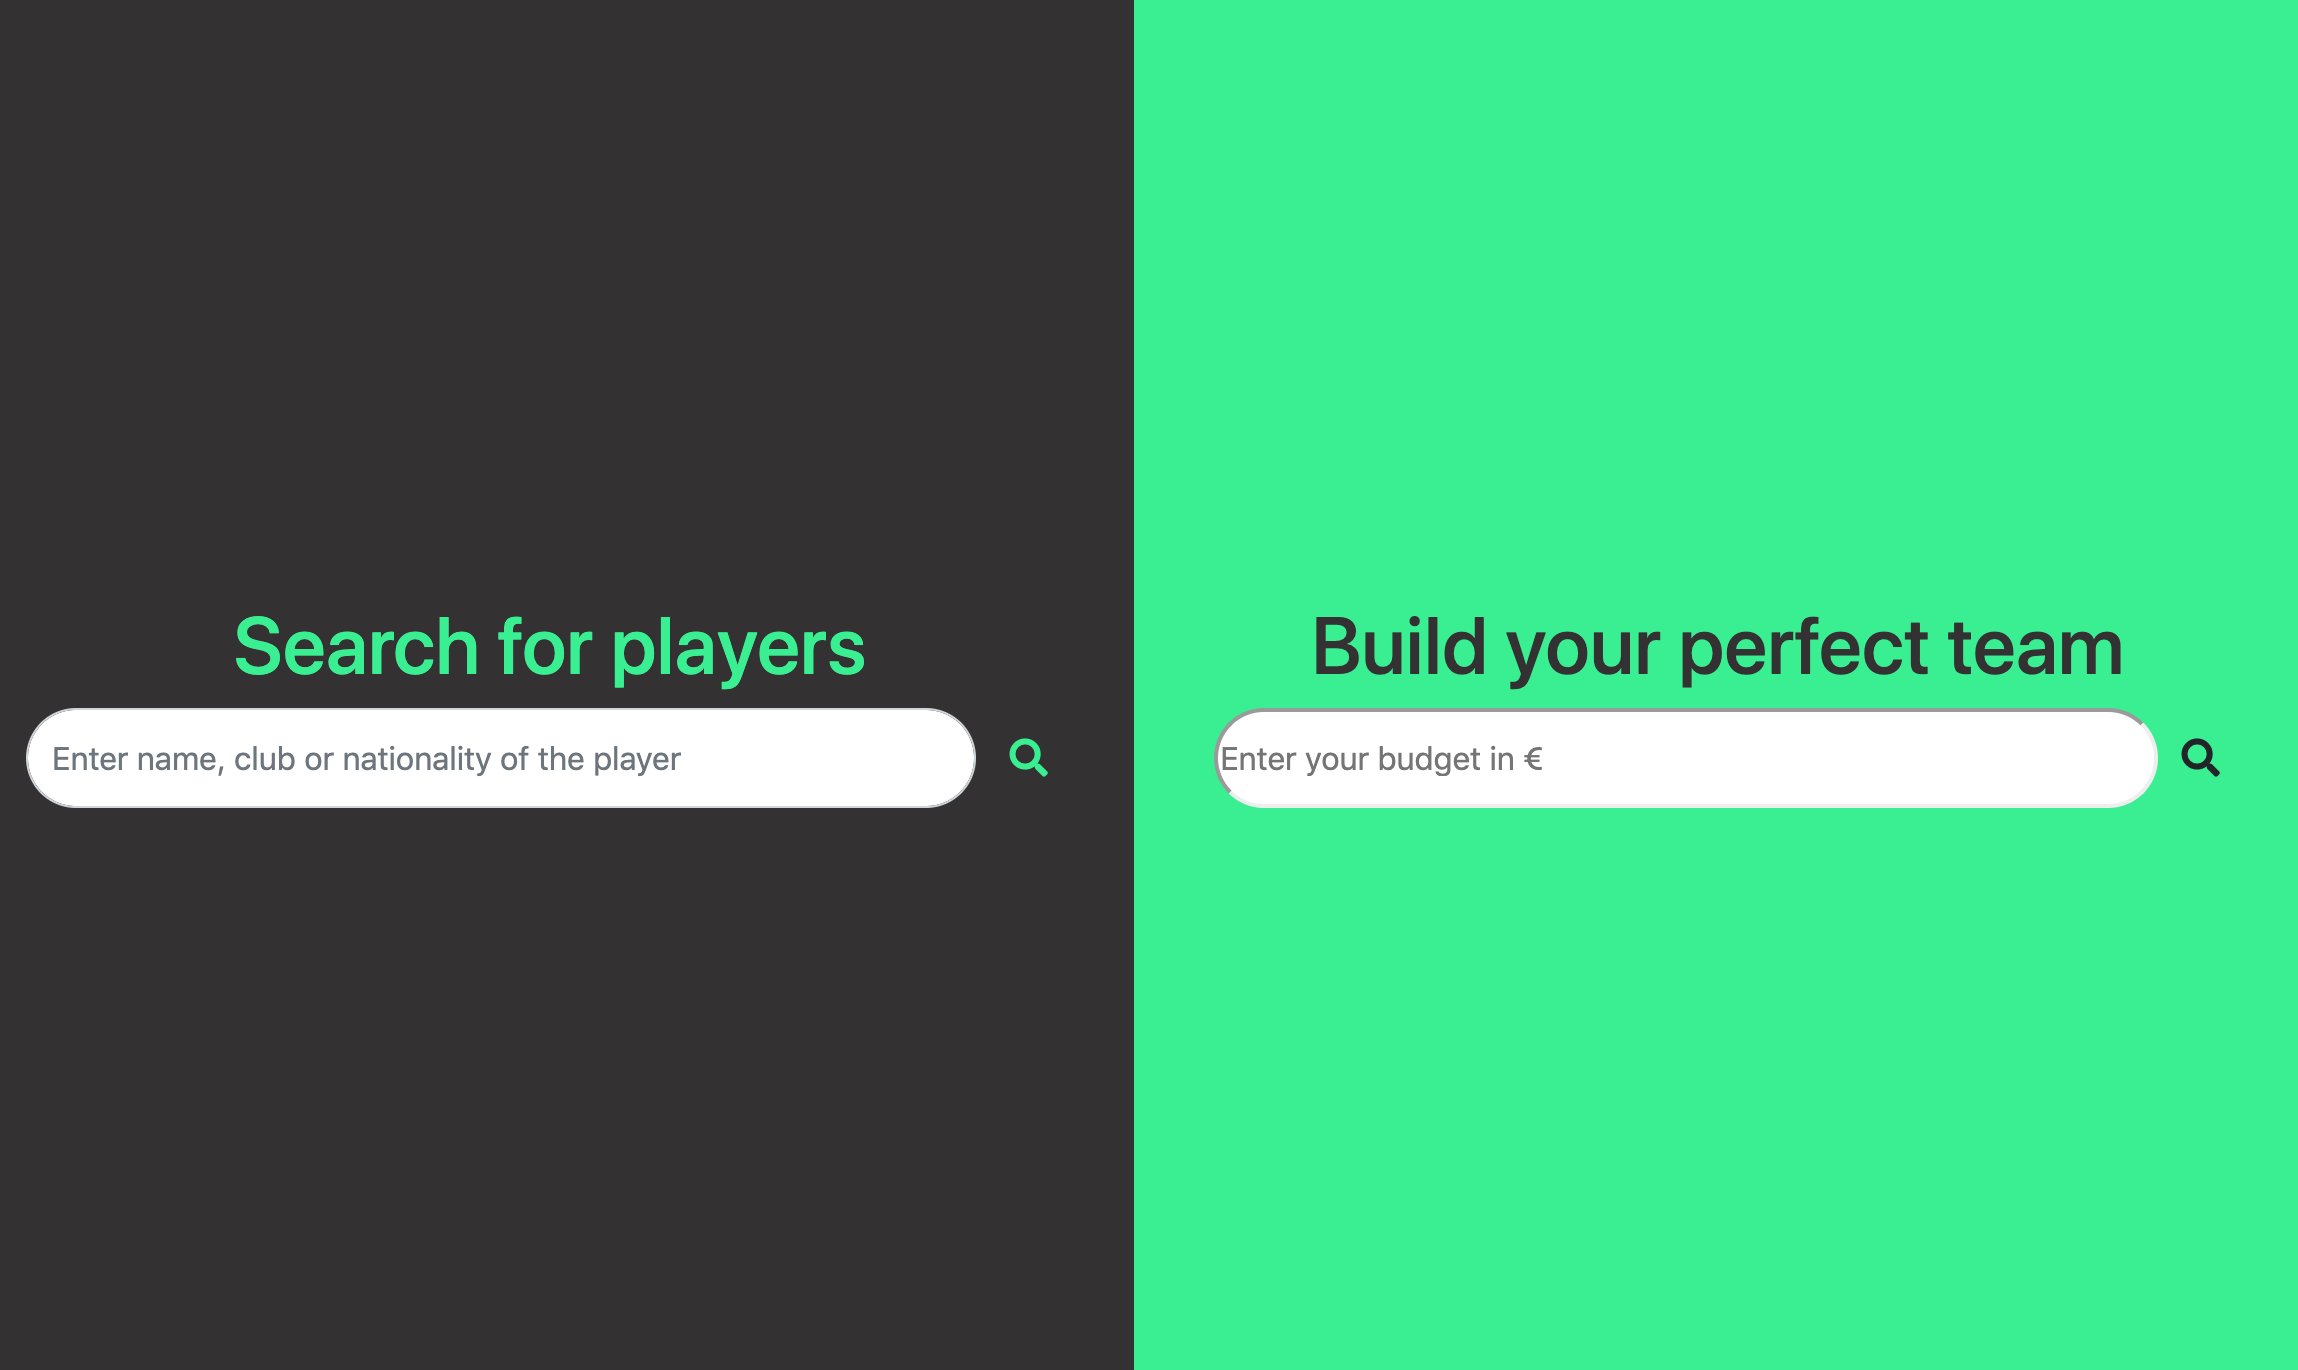 Search for players
Enter name, club or nationality of the player
Build your perfect team
Enter your budget in €